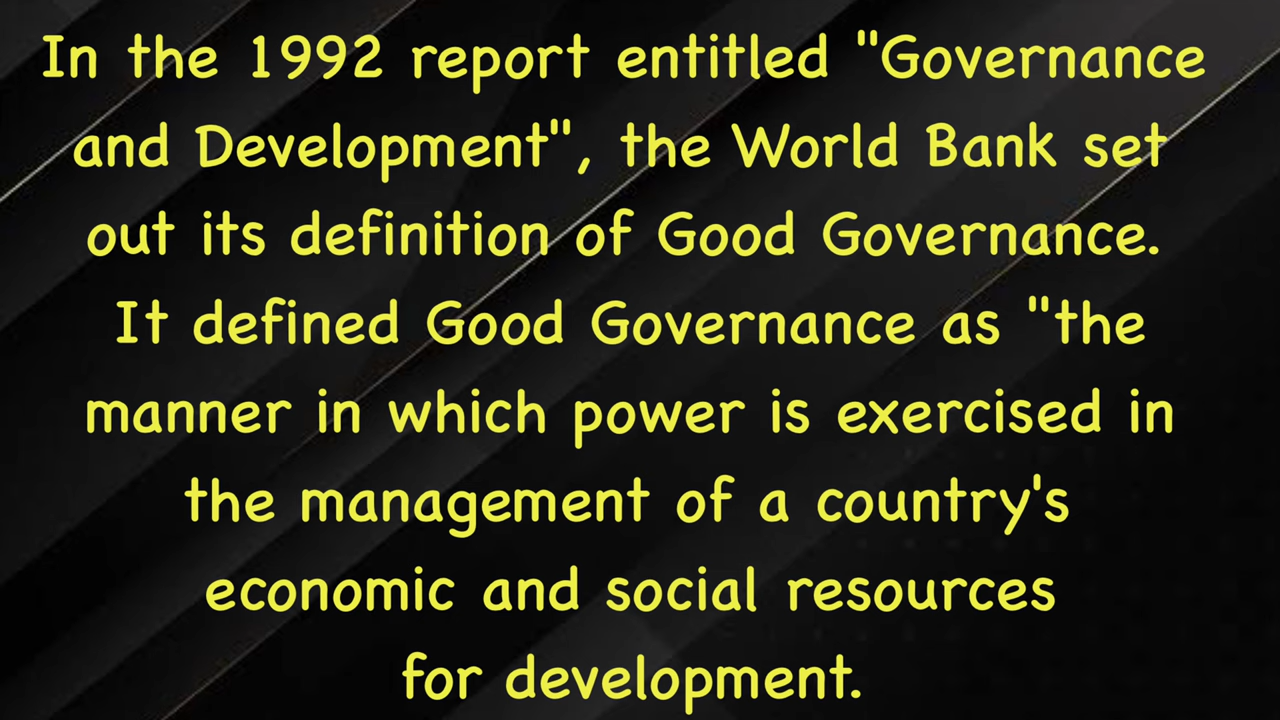 In the 1992 report entitled "Governance
and Development", the World Bank set
out its definition of Good Governance.
It defined Good Governance as "the
manner in which power is exercised in
the management of a country's
economic and social resources
for development.